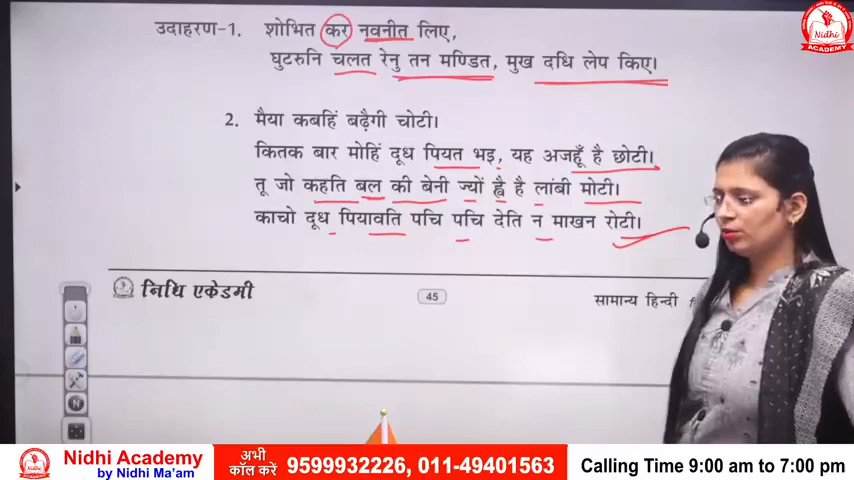 उदाहरण-1. शोभित कर नवनीत लिए,
घुटरुनि चलत रेनु तन मण्डित, मुख दधि लेप किए।
2. मैया कबहिं बढ़ैगी चोटी।
कितक बार मोहिं दूध पियत भइ, यह अजहूँ है छोटी।
तू जो कहति बल की बेनी ज्यों ह्वै है लांबी मोटी।
काचो दूध पियावति पचि पचि देति न माखन रोटी।
निधि एकेडमी
45
सामान्य हिन्दी
Nidhi
ACADEMY
Nidhi Academy
by Nidhi Ma'am
अभी
कॉल करें
9599932226, 011-49401563
Calling Time 9:00 am to 7:00 pm